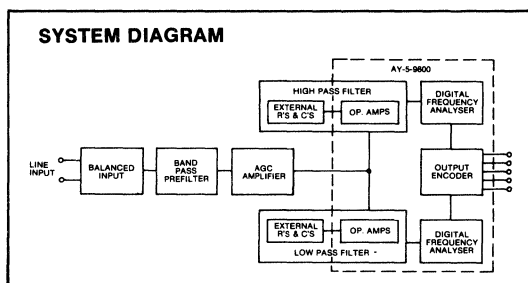 SYSTEM DIAGRAM
AY-5-9800
HIGH PASS FILTER
EXTERNAL
R'S & C'S
OP. AMPS
DIGITAL
FREQUENCY
ANALYSER
LINE
INPUT
BALANCED
INPUT
BAND
PASS
PREFILTER
AGC
AMPLIFIER
OUTPUT
ENCODER
EXTERNAL
R'S & C'S
OP. AMPS
LOW PASS FILTER
DIGITAL
FREQUENCY
ANALYSER